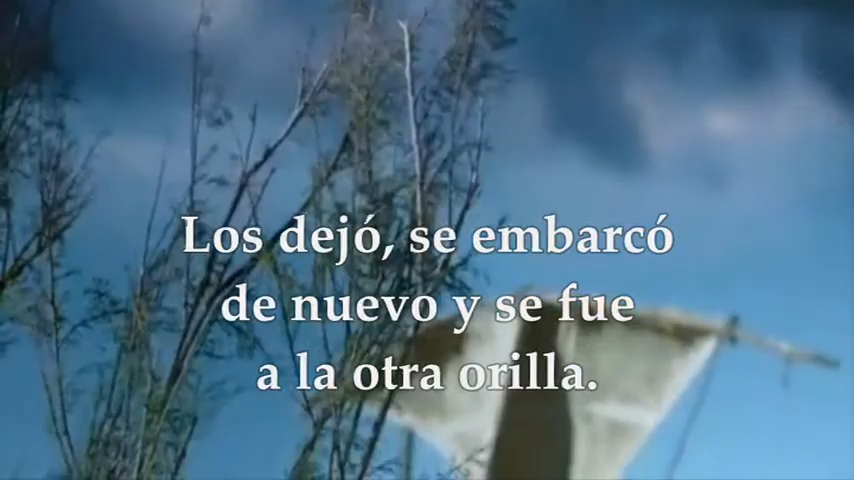 Los dejó, se embarcó
de nuevo y se fue
a la otra orilla.